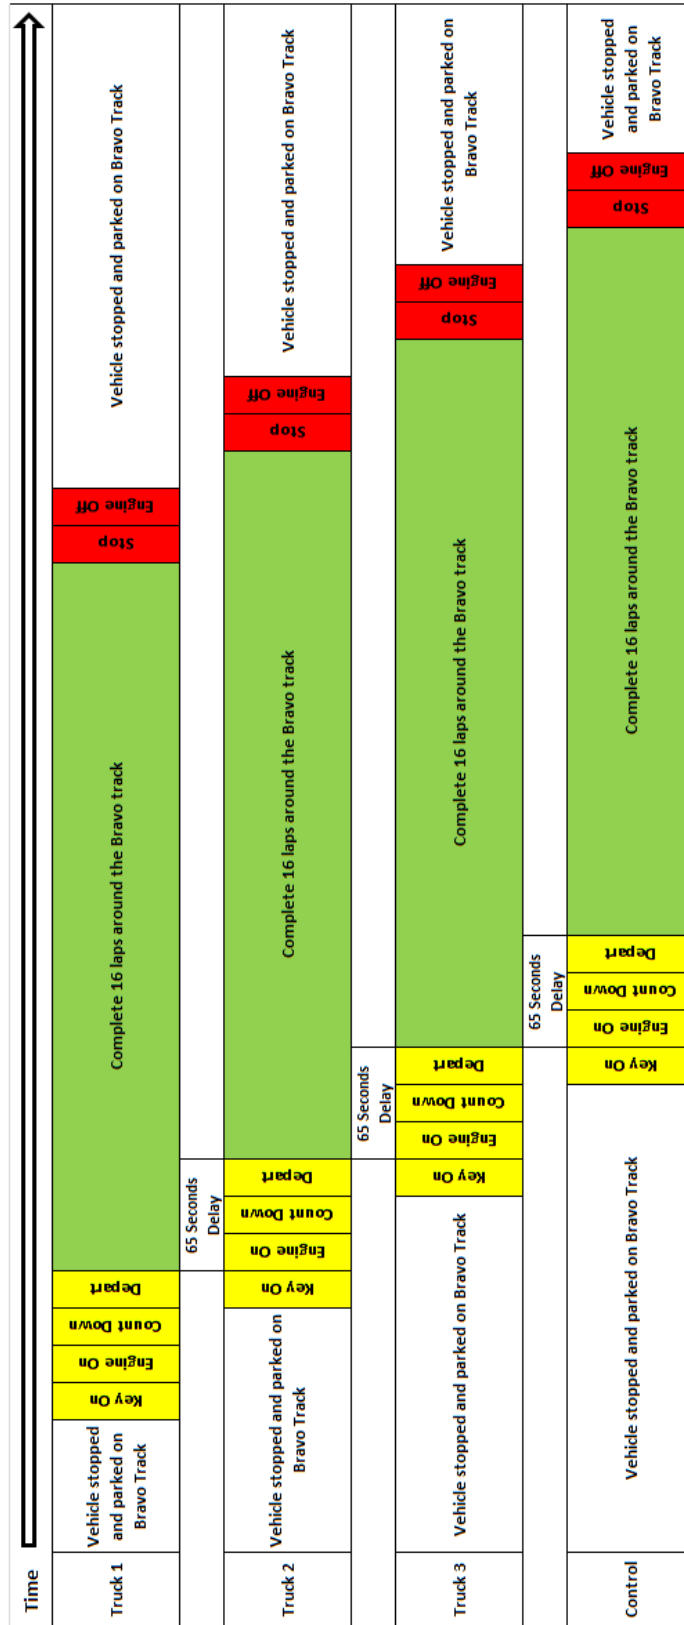 Time
Truck 1
Vehicle stopped
and parked on
Bravo Track
Key On
Engine On
Count Down
Depart
Complete 16 laps around the Bravo track
Stop
Engine Off
Vehicle stopped and parked on Bravo Track
65 Seconds
Delay
Truck 2
Vehicle stopped and parked on
Bravo Track
Key On
Engine On
Count Down
Depart
Complete 16 laps around the Bravo track
Stop
Engine Off
Vehicle stopped and parked on Bravo Track
65 Seconds
Delay
Truck 3
Vehicle stopped and parked on Bravo Track
Key On
Engine On
Count Down
Depart
Complete 16 laps around the Bravo track
Stop
Engine Off
Vehicle stopped and parked on
Bravo Track
65 Seconds
Delay
Control
Vehicle stopped and parked on Bravo Track
Key On
Engine On
Count Down
Depart
Complete 16 laps around the Bravo track
Stop
Engine Off
Vehicle stopped
and parked on
Bravo Track